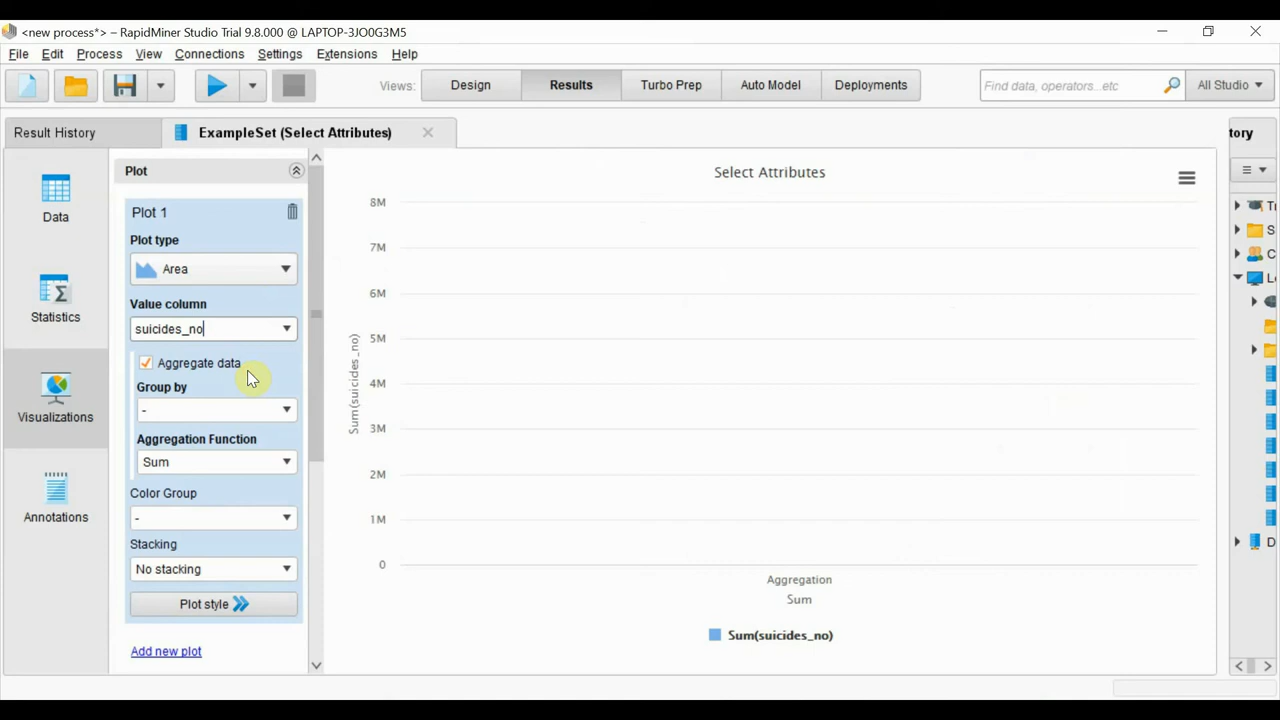 <new process*> – RapidMiner Studio Trial 9.8.000 @ LAPTOP-3JO0G3M5
File Edit Process View Connections Settings Extensions Help
Views: Design Results Turbo Prep Auto Model Deployments Find data, operators...etc All Studio
Result History ExampleSet (Select Attributes) tory
Data
Statistics
Visualizations
Annotations
Plot
Plot 1
Plot type
Area
Value column
suicides_no
Aggregate data
Group by
-
Aggregation Function
Sum
Color Group
-
Stacking
No stacking
Plot style
Add new plot
Select Attributes
8M
7M
6M
5M
4M
3M
2M
1M
0
Sum(suicides_no)
Aggregation
Sum
Sum(suicides_no)
S
C
D